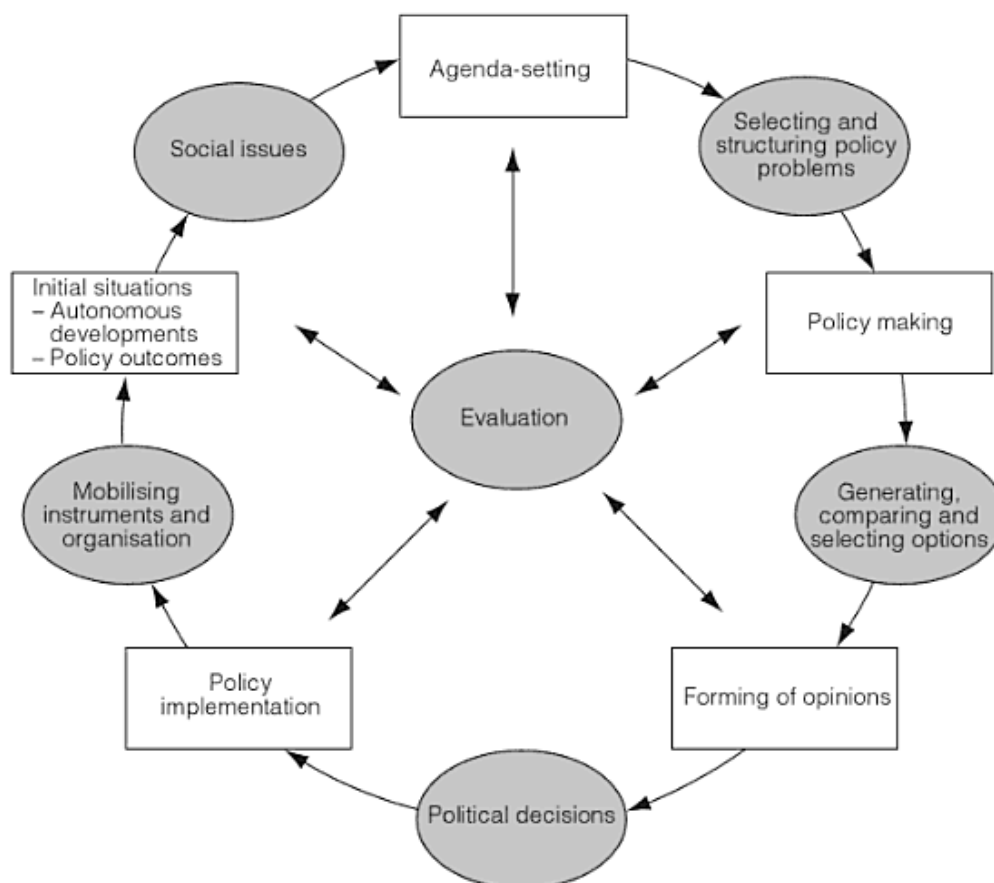 Agenda-setting
Social issues
Selecting and
structuring policy
problems
Initial situations
– Autonomous
developments
– Policy outcomes
Policy making
Evaluation
Mobilising
instruments and
organisation
Generating,
comparing and
selecting options
Policy
implementation
Forming of opinions
Political decisions